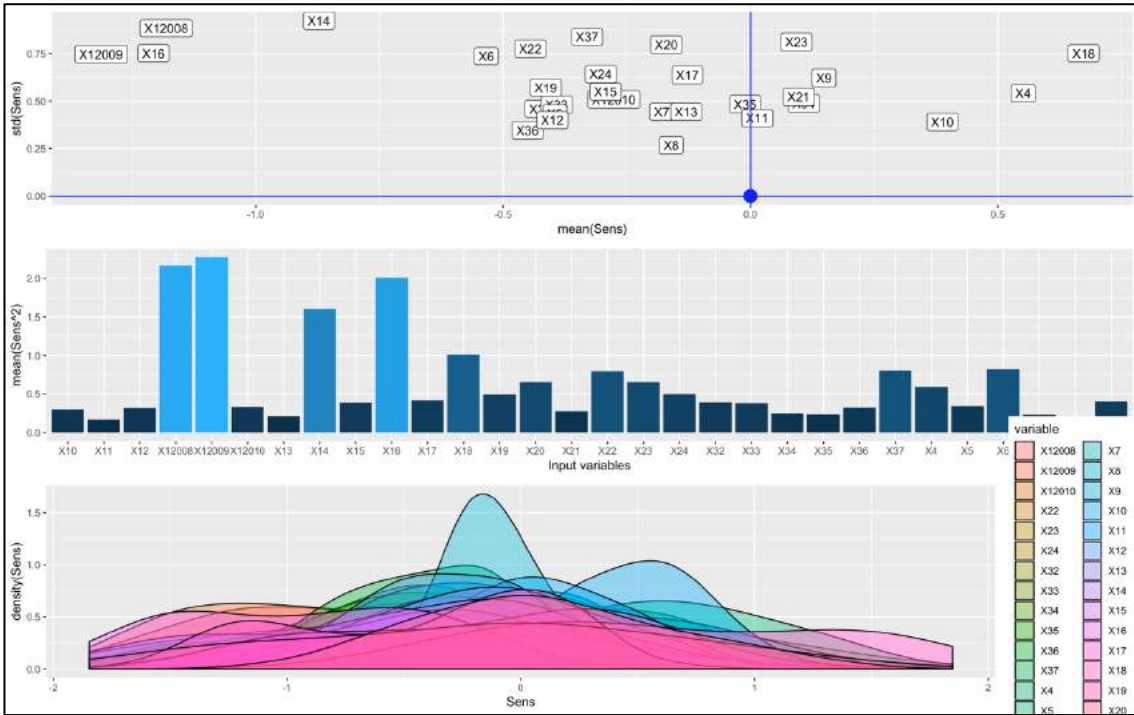 std(Sens)
0.75
0.50
0.25
0.00
X14
X12008
X37
X23
X22
X20
X12009
X16
X6
X18
X24
X17
X9
X19
X15
X4
X21
X12010
X35
X7
X13
X12
X11
X10
X36
X8
-1.0
-0.5
0.0
0.5
mean(Sens)
mean(Sens^2)
2.0
1.5
1.0
0.5
0.0
X10 X11 X12 X12008 X12009 X12010 X13 X14 X15 X16 X17 X18 X19 X20 X21 X22 X23 X24 X32 X33 X34 X35 X36 X37 X4 X5 X6
Input variables
density(Sens)
1.5
1.0
0.5
0.0
-2 -1 0 1 2
Sens
variable
X12008 X7
X12009 X8
X12010 X9
X22 X10
X23 X11
X24 X12
X32 X13
X33 X14
X34 X15
X35 X16
X36 X17
X37 X18
X4 X19
X5 X20